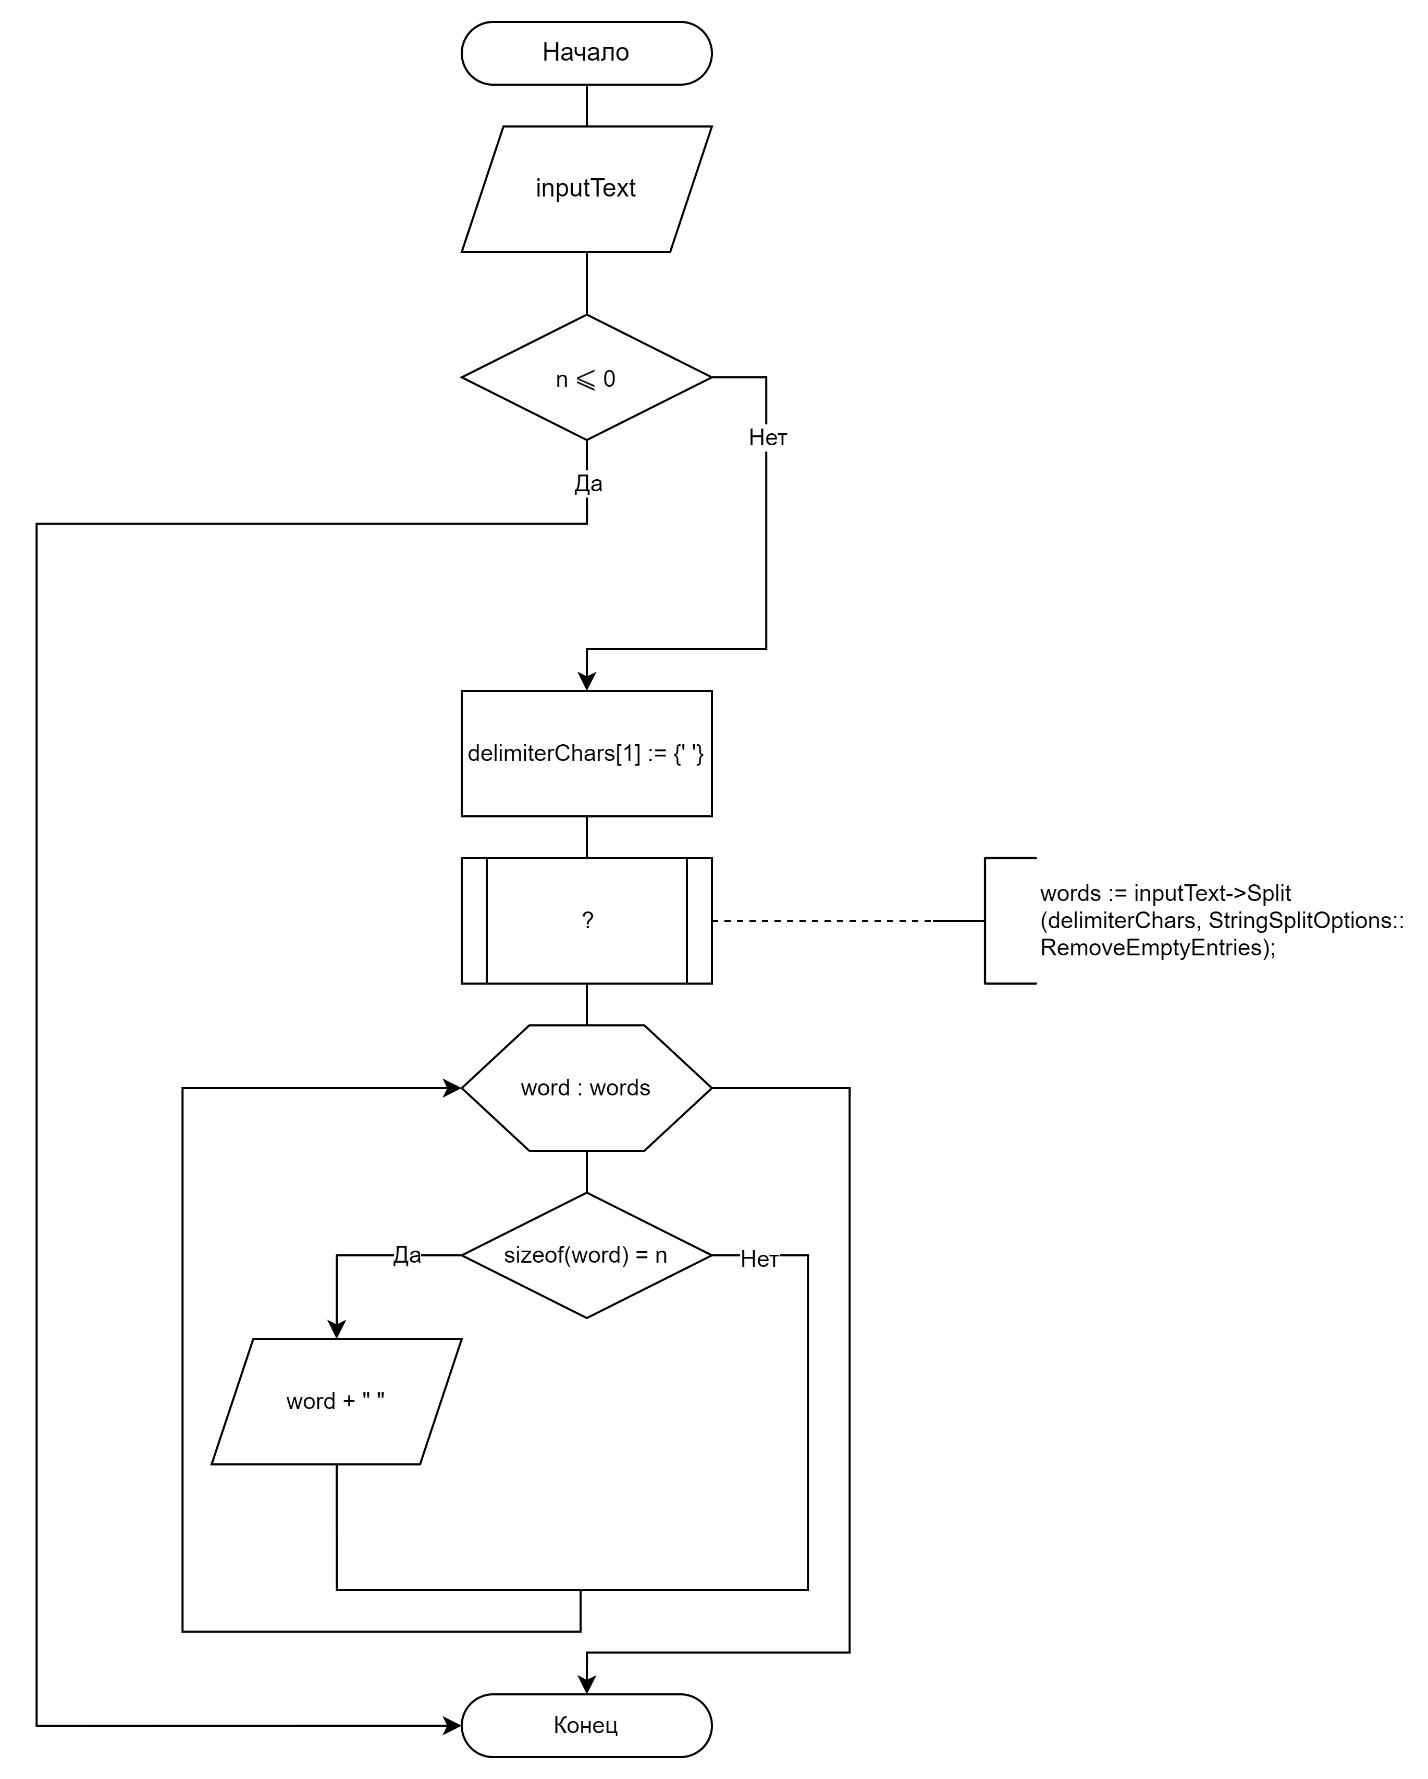 Начало
inputText
n ⩽ 0
Нет
Да
delimiterChars[1] := {' '}
?
words := inputText->Split
(delimiterChars, StringSplitOptions::
RemoveEmptyEntries);
word : words
Да
sizeof(word) = n
Нет
word + " "
Конец